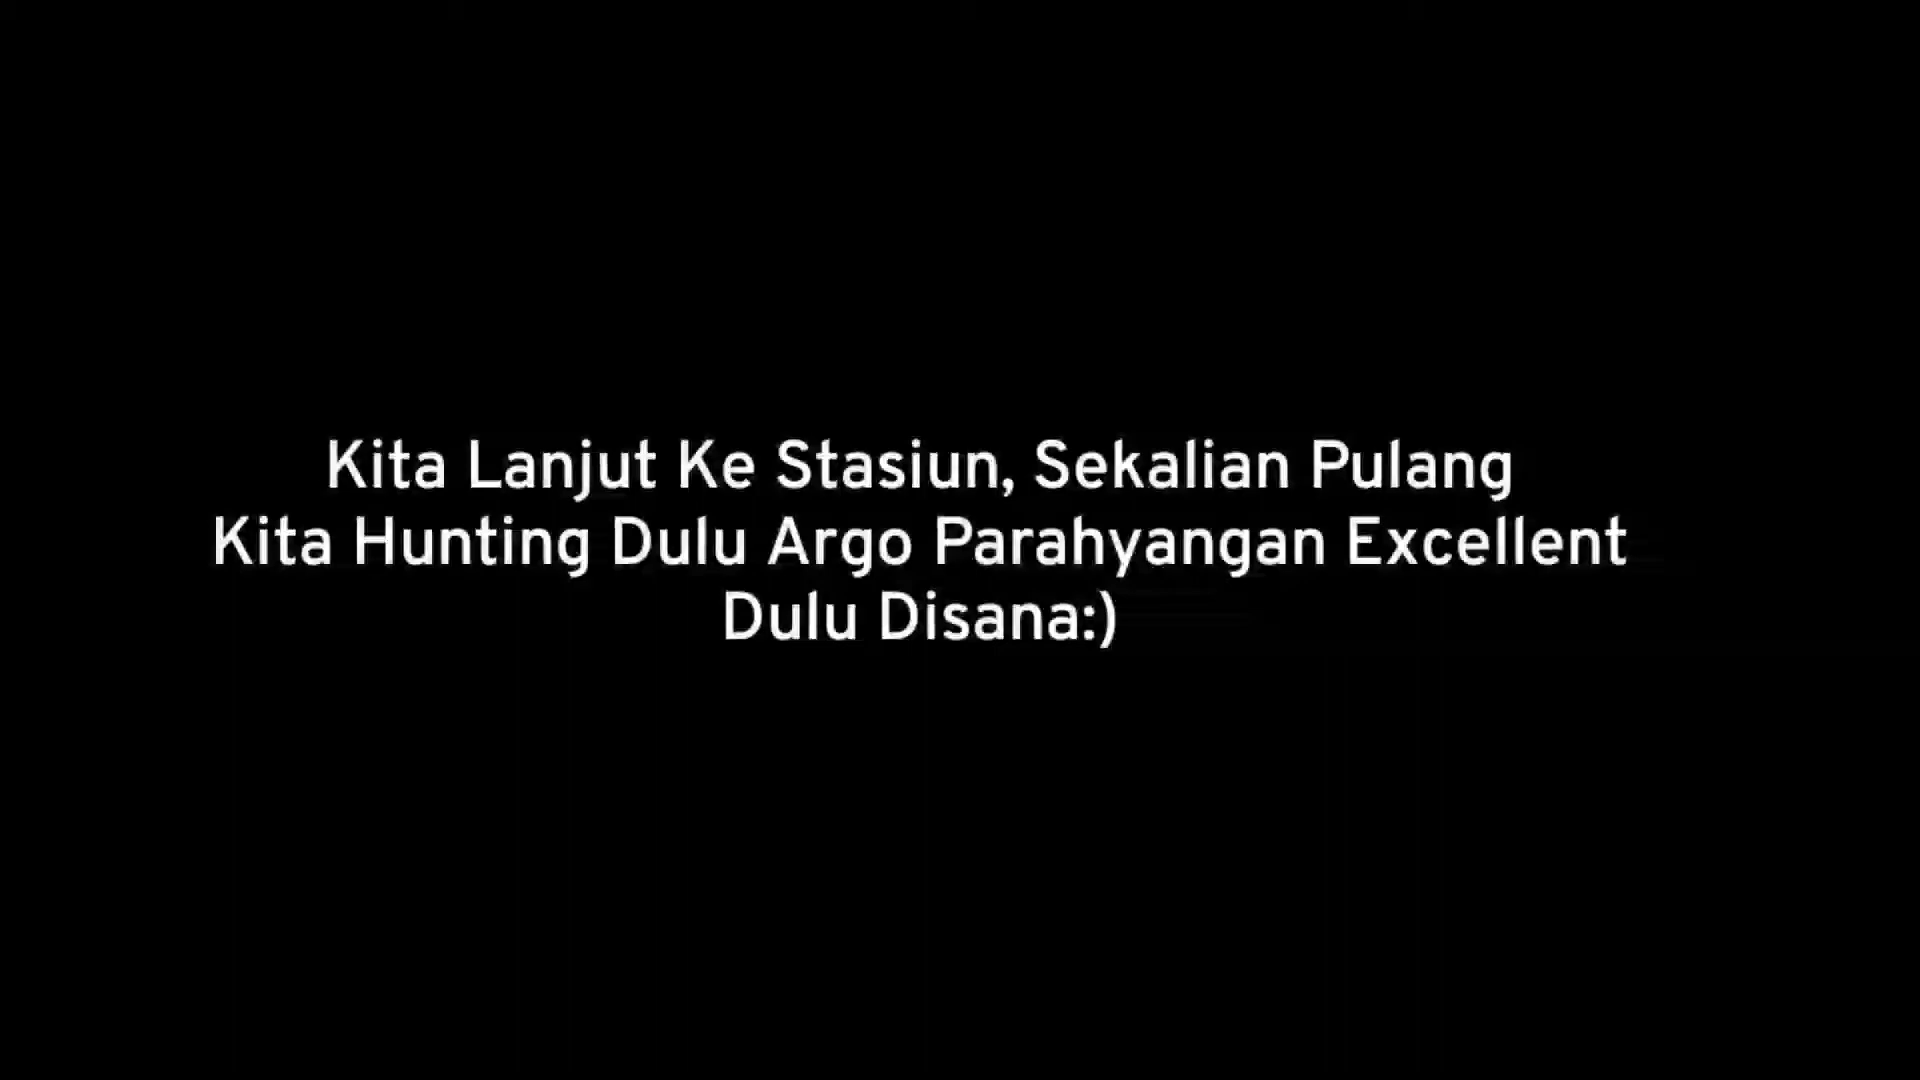 Kita Lanjut Ke Stasiun, Sekalian Pulang
Kita Hunting Dulu Argo Parahyangan Excellent
Dulu Disana:)